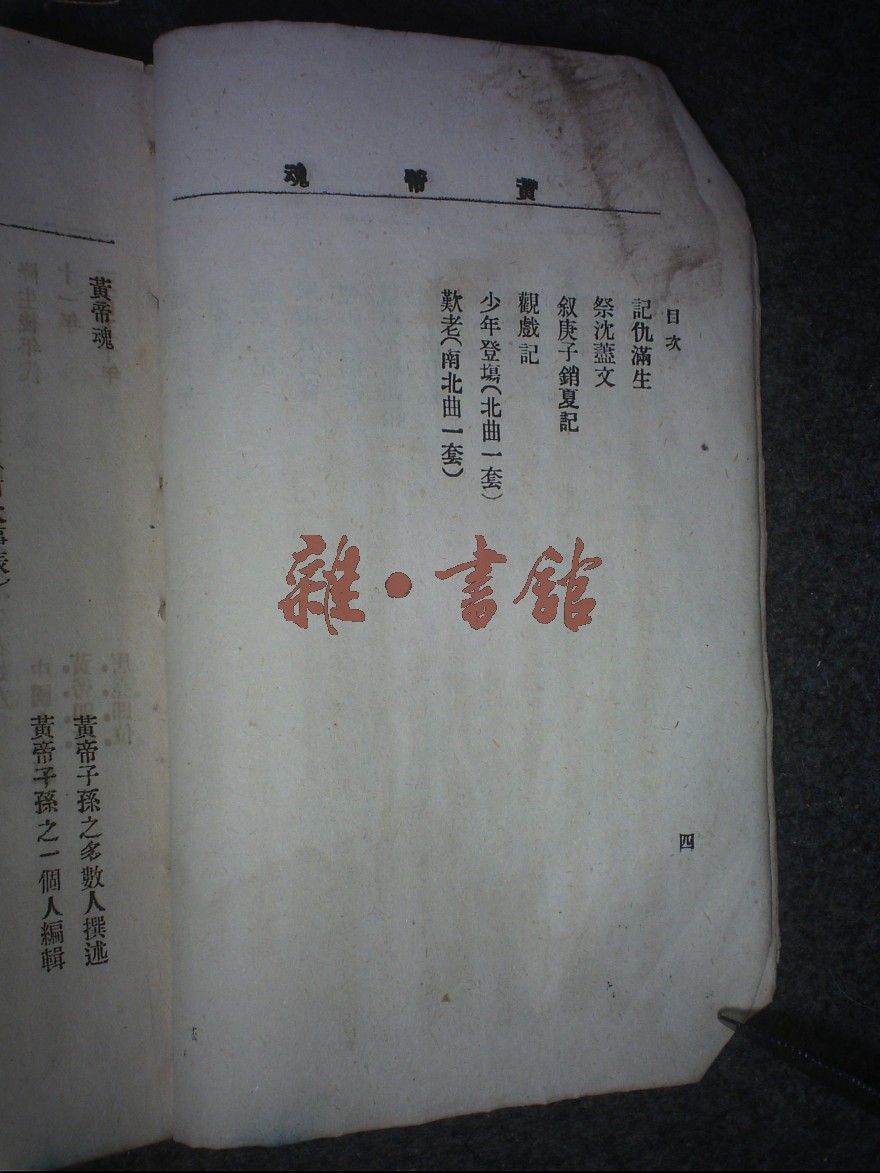 黃帝魂
目次
記仇滿生
祭沈藎文
叙庚子銷夏記
觀戲記
少年登塲(北曲一套)
歎老(南北曲一套)
四
雜・書館
黃帝魂
黃帝子孫之多數人撰述
黃帝子孫之一個人編輯